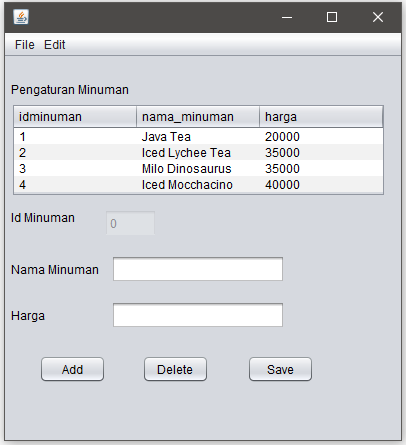 File Edit
Pengaturan Minuman
idminuman nama_minuman harga
1 Java Tea 20000
2 Iced Lychee Tea 35000
3 Milo Dinosaurus 35000
4 Iced Mocchacino 40000
Id Minuman 0
Nama Minuman
Harga
Add Delete Save